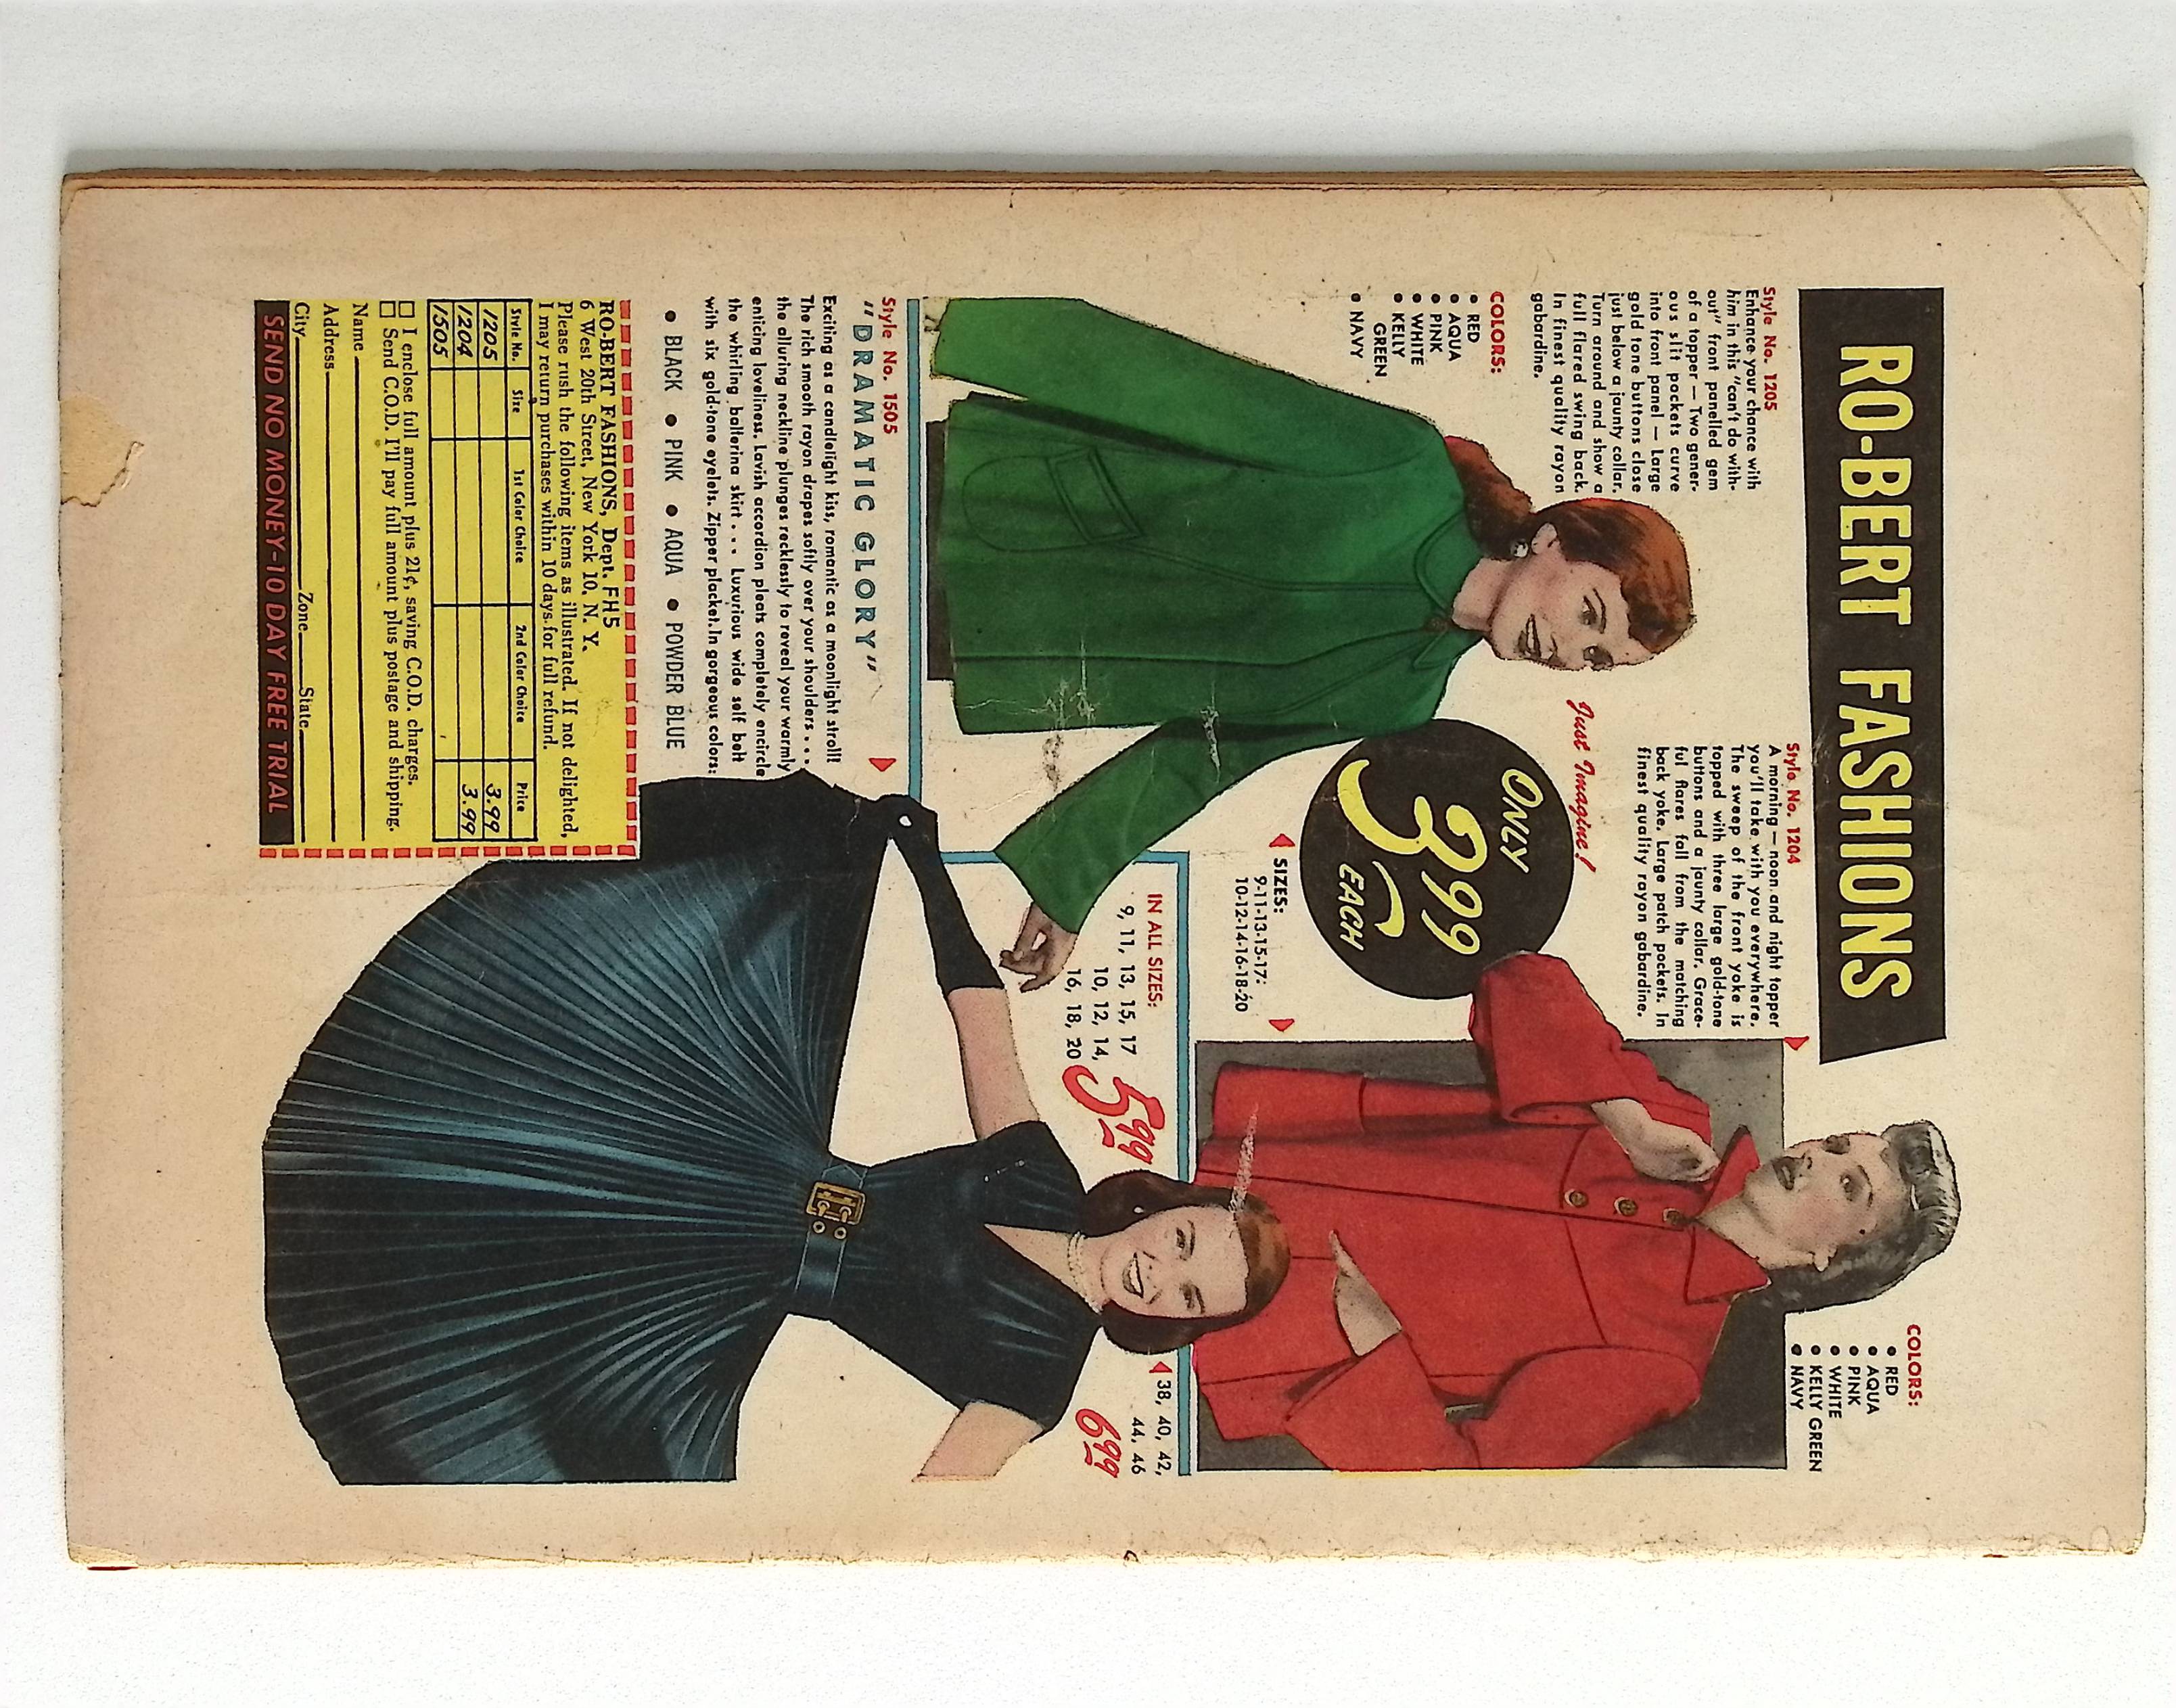 RO-BERT FASHIONS
Style No. 1205
Enhance your chance with
him in this "can't do with-
out" front panelled gem
of a topper — Two gener-
ous slit pockets curve
into front panel — Large
gold tone buttons close
just below a jaunty collar.
Turn around and show a
full flared swing back.
In finest quality rayon
gabardine.
COLORS:
• RED
• AQUA
• PINK
• WHITE
• KELLY
GREEN
• NAVY
Style No. 1204
A morning — noon and night topper
you'll take with you everywhere.
The sweep of the front yoke is
topped with three large gold-tone
buttons and a jaunty collar. Grace-
ful flares fall from the matching
back yoke. Large patch pockets. In
finest quality rayon gabardine.
COLORS:
• RED
• AQUA
• PINK
• WHITE
• KELLY GREEN
• NAVY
Just Imagine!
ONLY
3.99
EACH
SIZES:
9-11-13-15-17:
10-12-14-16-18-20
Style No. 1505
"DRAMATIC GLORY"
Exciting as a candlelight kiss, romantic as a moonlight stroll!
The rich smooth rayon drapes softly over your shoulders . . .
the alluring neckline plunges recklessly to reveal your warmly
enticing loveliness. Lavish accordion pleats completely encircle
the whirling ballerina skirt . . . Luxurious wide self belt
with six gold-tone eyelets. Zipper placket. In gorgeous colors:
• BLACK • PINK • AQUA • POWDER BLUE
IN ALL SIZES:
9, 11, 13, 15, 17
10, 12, 14,
16, 18, 20
5.99
38, 40, 42,
44, 46
6.99
RO-BERT FASHIONS, Dept. FH5
6 West 20th Street, New York 10, N. Y.
Please rush the following items as illustrated. If not delighted,
I may return purchases within 10 days for full refund.
Style No. Size 1st Color Choice 2nd Color Choice Price
1205 3.99
1204 3.99
1505
☐ I enclose full amount plus 21¢, saving C.O.D. charges.
☐ Send C.O.D. I'll pay full amount plus postage and shipping.
Name
Address
City Zone State
SEND NO MONEY-10 DAY FREE TRIAL